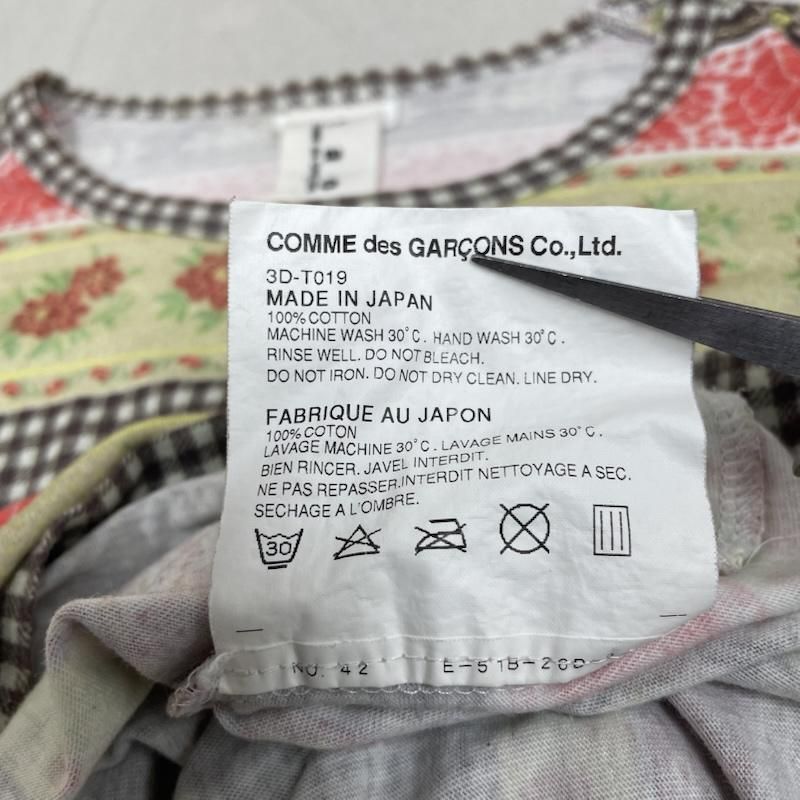 COMME des GARÇONS Co.,Ltd.
3D-T019
MADE IN JAPAN
100% COTTON
MACHINE WASH 30°C. HAND WASH 30°C.
RINSE WELL. DO NOT BLEACH.
DO NOT IRON. DO NOT DRY CLEAN. LINE DRY.
FABRIQUE AU JAPON
100% COTON
LAVAGE MACHINE 30°C. LAVAGE MAINS 30°C.
BIEN RINCER. JAVEL INTERDIT.
NE PAS REPASSER.INTERDIT NETTOYAGE A SEC.
SECHAGE A L'OMBRE.
30
NO. 42